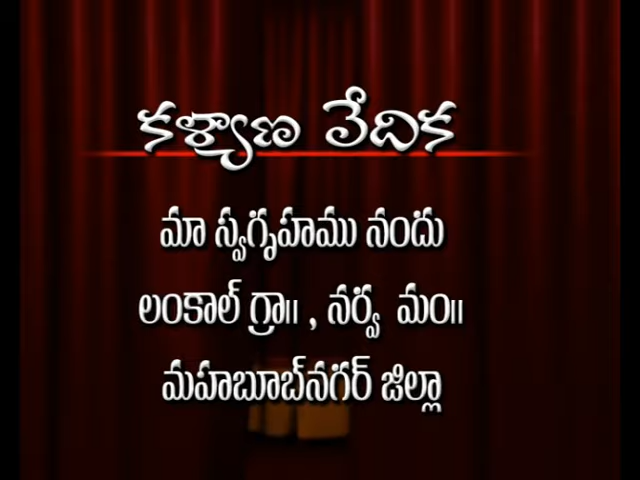 కళ్యాణ వేదిక
మా స్వగృహము నందు
లంకాల్ గ్రా॥ , నర్వ మం॥
మహబూబ్‌నగర్ జిల్లా